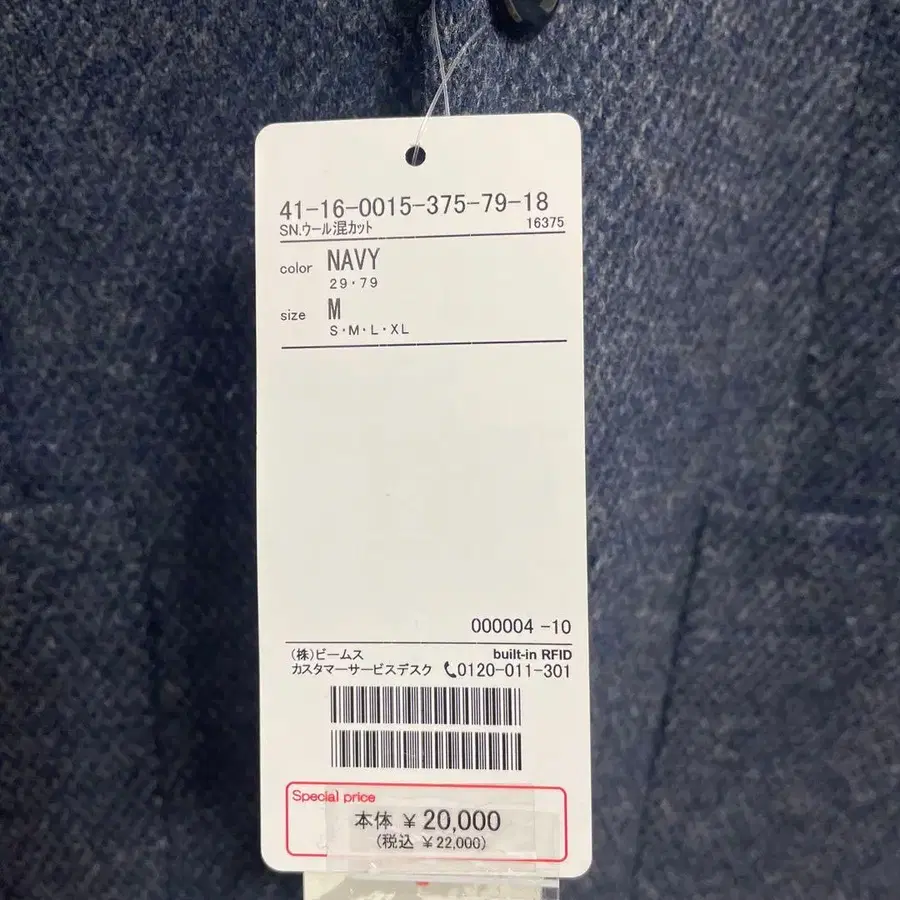 41-16-0015-375-79-18
SN.ウール混カット 16375
color NAVY
29・79
size M
S・M・L・XL
000004 -10
(株)ビームス built-in RFID
カスタマーサービスデスク 0120-011-301
Special price
本体 ¥ 20,000
(税込 ¥22,000)